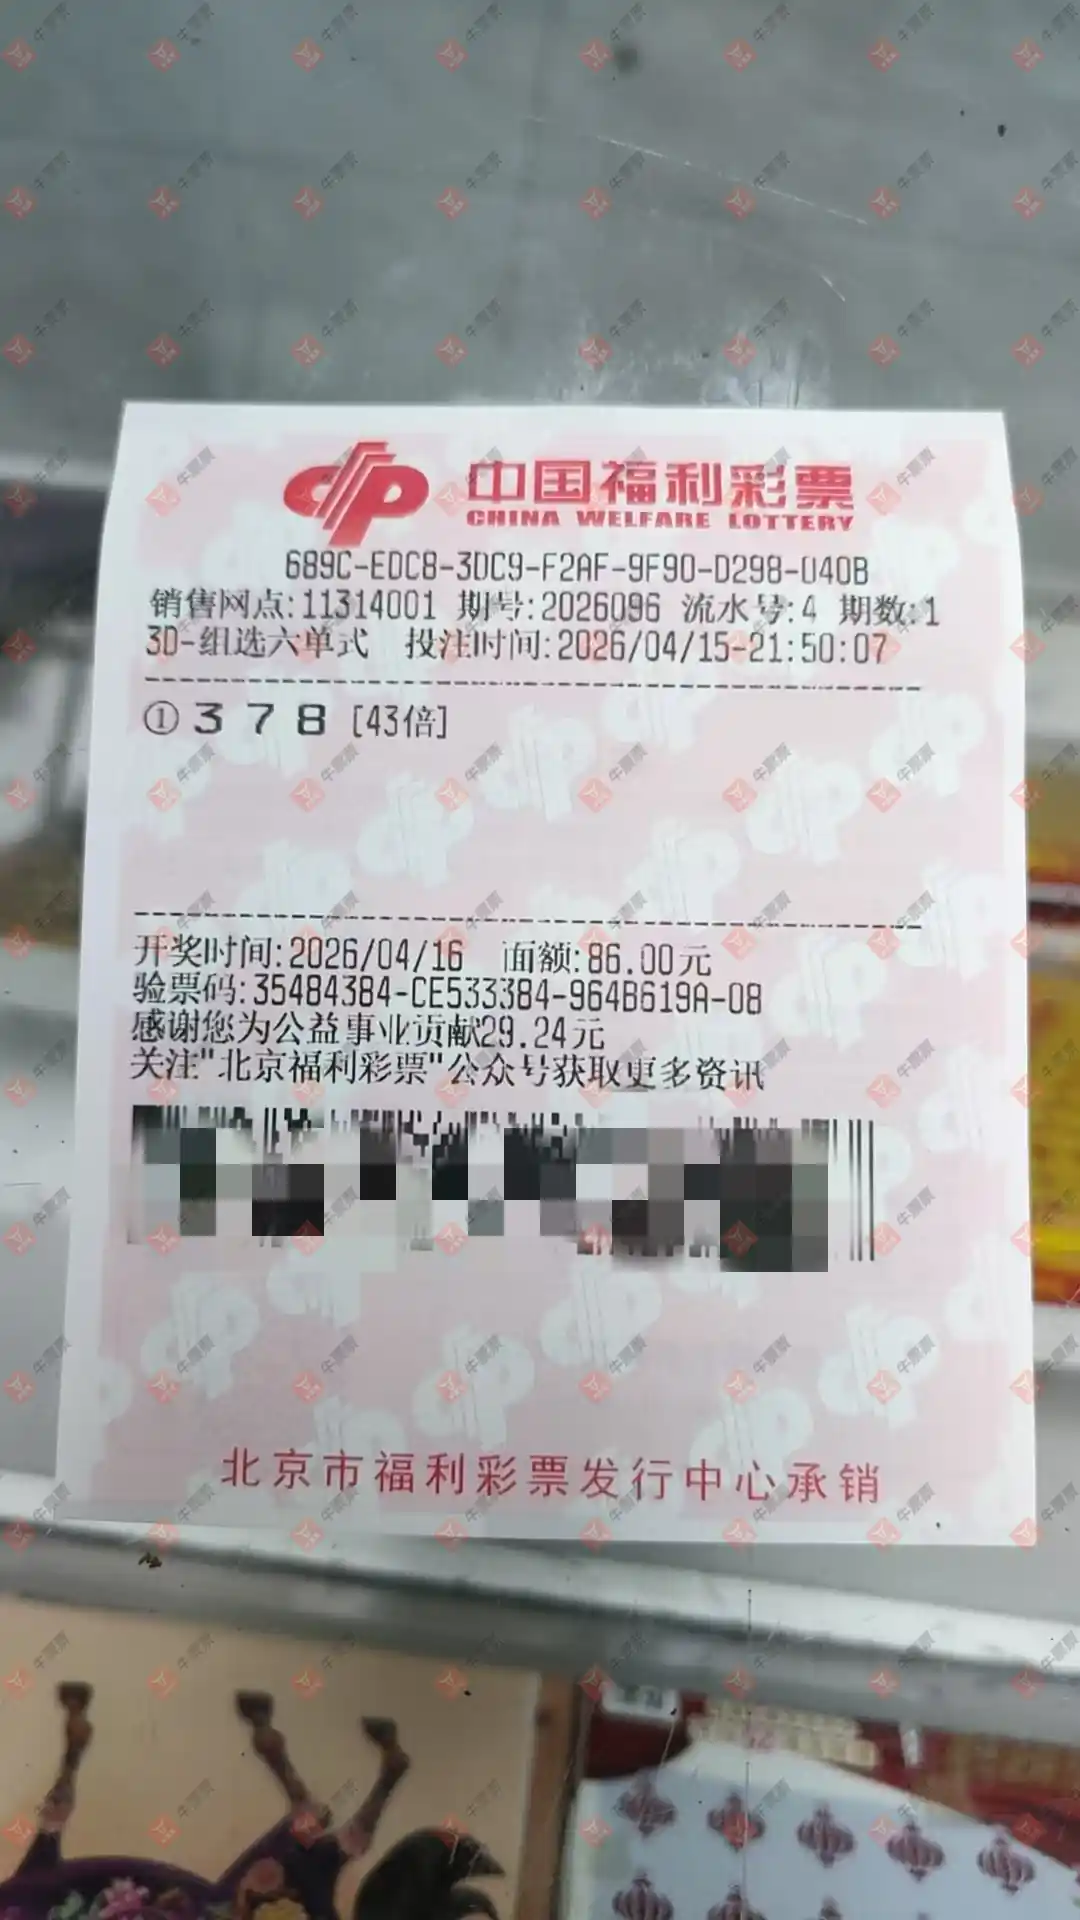 中国福利彩票
CHINA WELFARE LOTTERY
689C-EDC8-3DC9-F2AF-9F90-D298-040B
销售网点:11314001 期号:2026096 流水号:4 期数:1
3D-组选六单式 投注时间:2026/04/15-21:50:07
① 3 7 8 [43倍]
开奖时间:2026/04/16 面额:86.00元
验票码:35484384-CE533384-964B619A-08
感谢您为公益事业贡献29.24元
关注"北京福利彩票"公众号获取更多资讯
北京市福利彩票发行中心承销